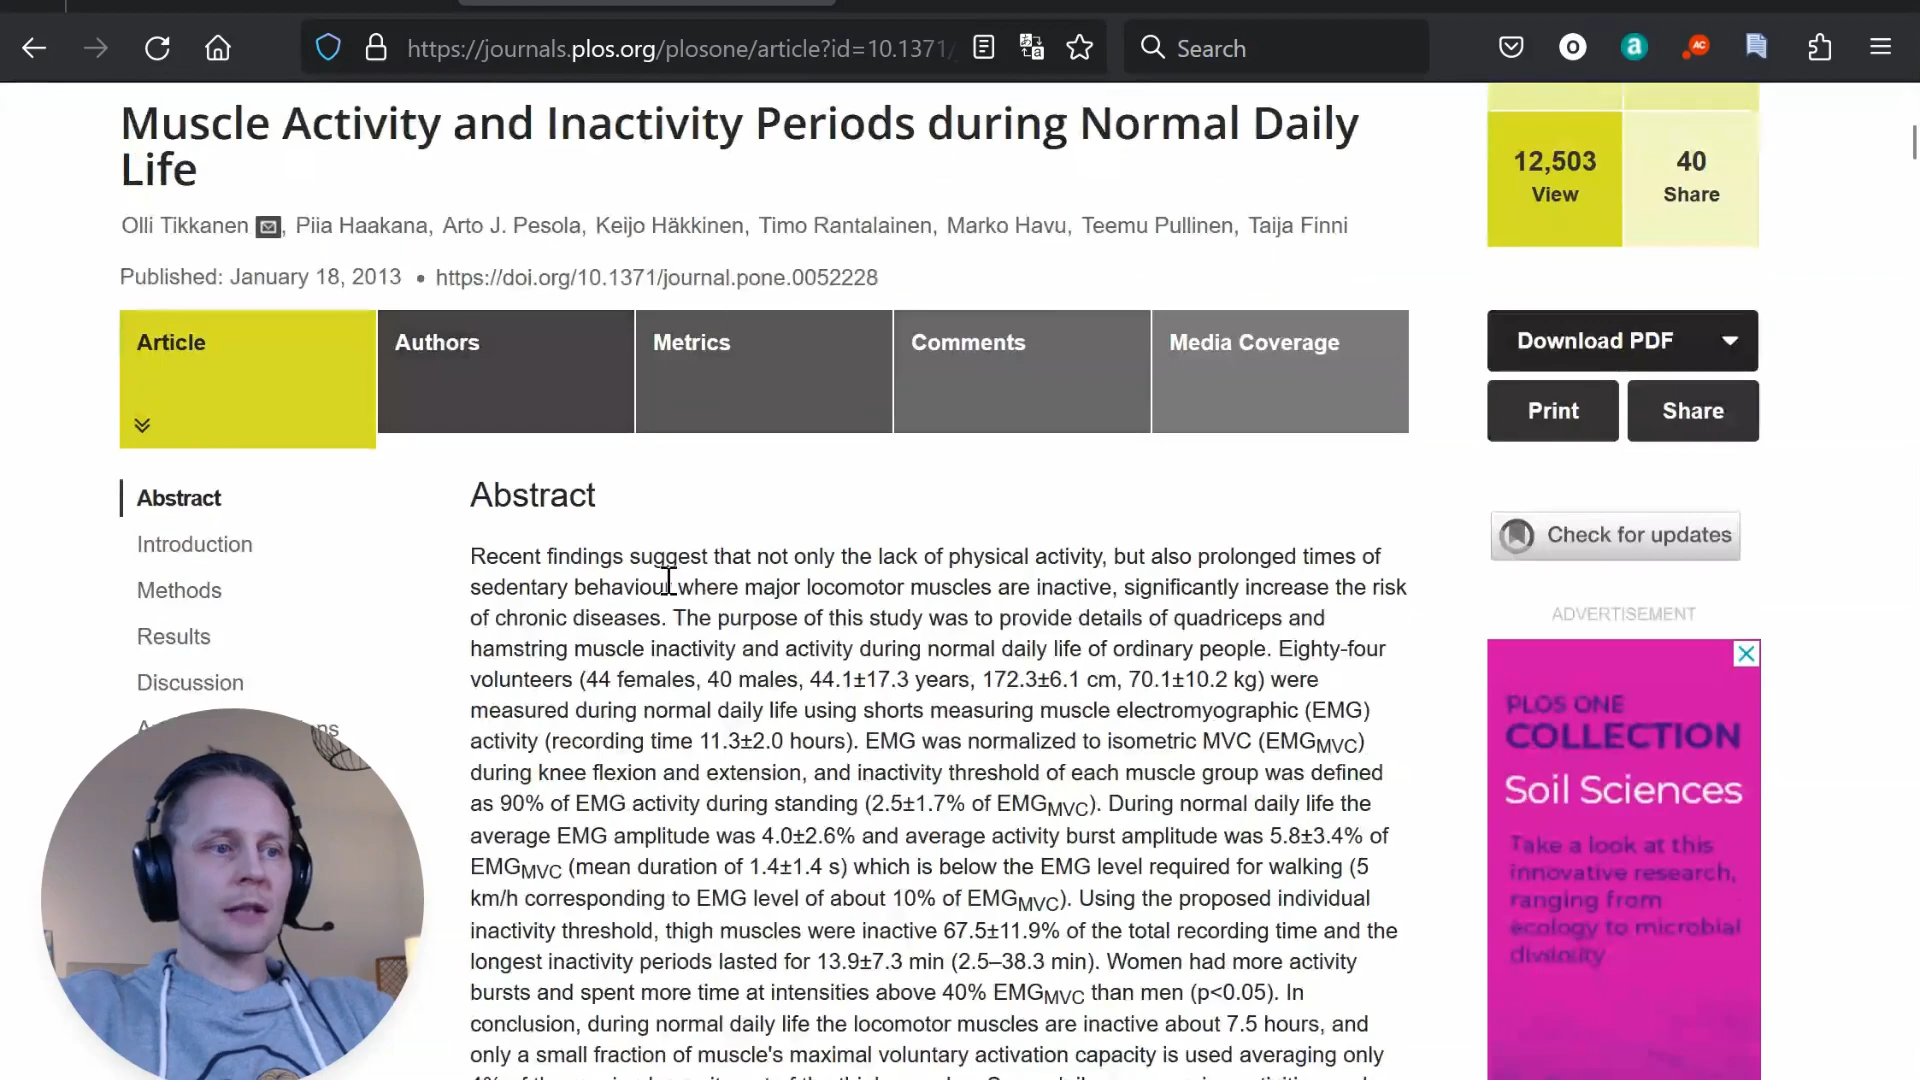 https://journals.plos.org/plosone/article?id=10.1371/
Search
Muscle Activity and Inactivity Periods during Normal Daily
Life
Olli Tikkanen, Piia Haakana, Arto J. Pesola, Keijo Häkkinen, Timo Rantalainen, Marko Havu, Teemu Pullinen, Taija Finni
Published: January 18, 2013 • https://doi.org/10.1371/journal.pone.0052228
12,503
View
40
Share
Article
Authors
Metrics
Comments
Media Coverage
Download PDF
Print
Share
Check for updates
Abstract
Introduction
Methods
Results
Discussion
Abstract
Recent findings suggest that not only the lack of physical activity, but also prolonged times of
sedentary behaviour where major locomotor muscles are inactive, significantly increase the risk
of chronic diseases. The purpose of this study was to provide details of quadriceps and
hamstring muscle inactivity and activity during normal daily life of ordinary people. Eighty-four
volunteers (44 females, 40 males, 44.1±17.3 years, 172.3±6.1 cm, 70.1±10.2 kg) were
measured during normal daily life using shorts measuring muscle electromyographic (EMG)
activity (recording time 11.3±2.0 hours). EMG was normalized to isometric MVC (EMGMVC)
during knee flexion and extension, and inactivity threshold of each muscle group was defined
as 90% of EMG activity during standing (2.5±1.7% of EMGMVC). During normal daily life the
average EMG amplitude was 4.0±2.6% and average activity burst amplitude was 5.8±3.4% of
EMGMVC (mean duration of 1.4±1.4 s) which is below the EMG level required for walking (5
km/h corresponding to EMG level of about 10% of EMGMVC). Using the proposed individual
inactivity threshold, thigh muscles were inactive 67.5±11.9% of the total recording time and the
longest inactivity periods lasted for 13.9±7.3 min (2.5–38.3 min). Women had more activity
bursts and spent more time at intensities above 40% EMGMVC than men (p<0.05). In
conclusion, during normal daily life the locomotor muscles are inactive about 7.5 hours, and
only a small fraction of muscle's maximal voluntary activation capacity is used averaging only
ADVERTISEMENT
PLOS ONE
COLLECTION
Soil Sciences
Take a look at this
innovative research,
ranging from
ecology to microbial